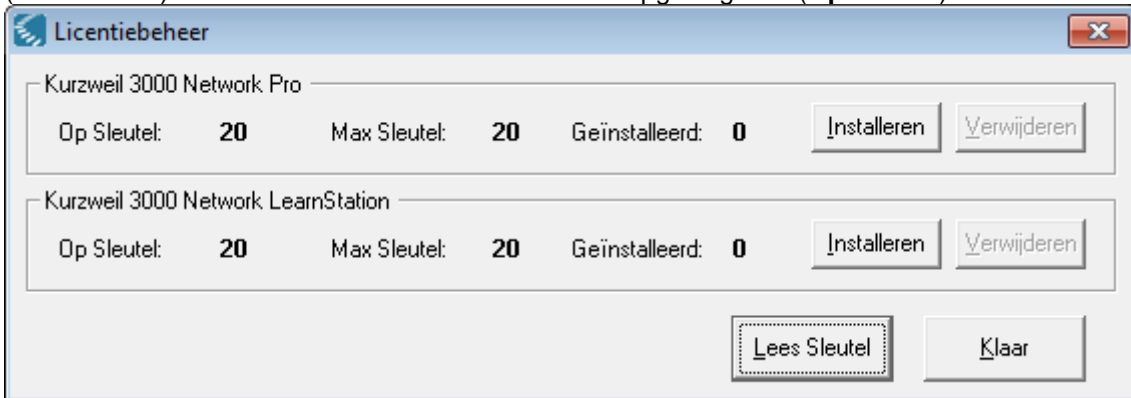 Licentiebeheer
Kurzweil 3000 Network Pro
Op Sleutel: 20 Max Sleutel: 20 Geïnstalleerd: 0 Installeren Verwijderen
Kurzweil 3000 Network LearnStation
Op Sleutel: 20 Max Sleutel: 20 Geïnstalleerd: 0 Installeren Verwijderen
Lees Sleutel Klaar